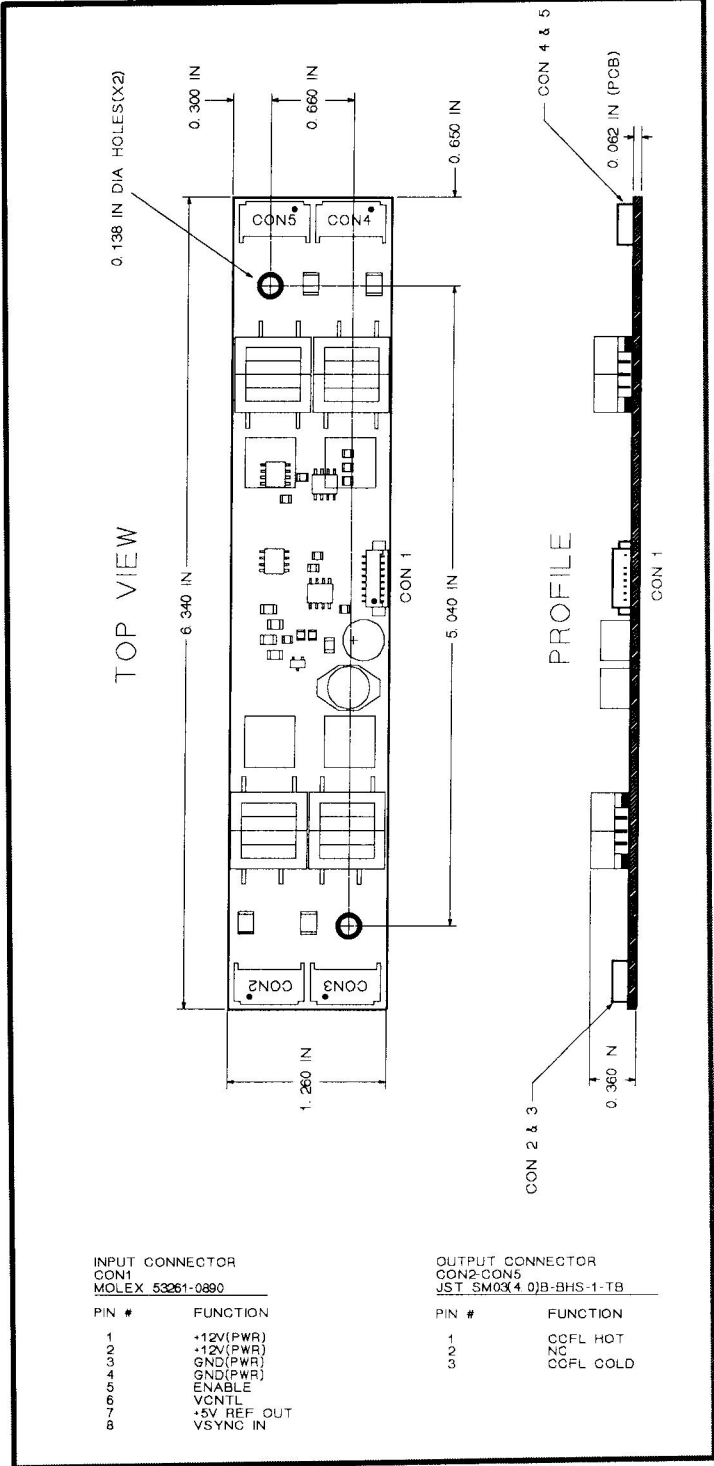 0.138 IN DIA HOLES(X2)
0.300 IN
0.660 IN
0.650 IN
TOP VIEW
6.340 IN
CON5
CON4
CON 1
5.040 IN
CON2
CON3
1.260 IN
CON 4 & 5
0.062 IN (PCB)
PROFILE
CON 1
CON 2 & 3
0.360 N
INPUT CONNECTOR
CON1
MOLEX 53261-0890
PIN # FUNCTION
1 +12V(PWR)
2 +12V(PWR)
3 GND(PWR)
4 GND(PWR)
5 ENABLE
6 VCNTL
7 +5V REF OUT
8 VSYNC IN
OUTPUT CONNECTOR
CON2-CON5
JST SM03(4.0)B-BHS-1-TB
PIN # FUNCTION
1 CCFL HOT
2 NC
3 CCFL COLD